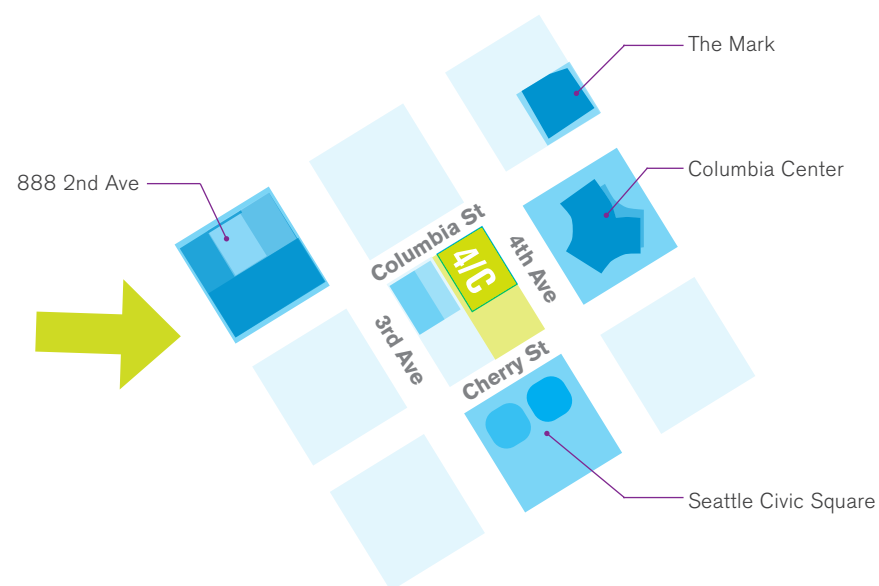 The Mark
Columbia Center
888 2nd Ave
Columbia St
4/C
4th Ave
3rd Ave
Cherry St
Seattle Civic Square